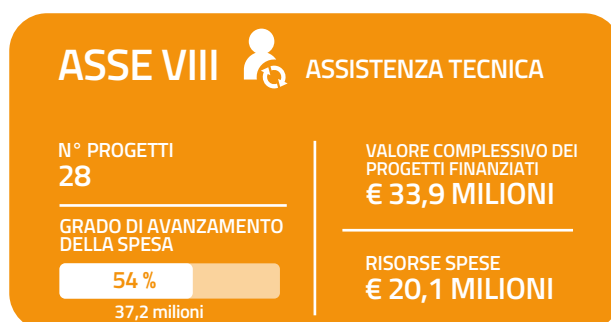 ASSE VIII
ASSISTENZA TECNICA
N° PROGETTI
28
GRADO DI AVANZAMENTO
DELLA SPESA
54 %
37,2 milioni
VALORE COMPLESSIVO DEI
PROGETTI FINANZIATI
€ 33,9 MILIONI
RISORSE SPESE
€ 20,1 MILIONI